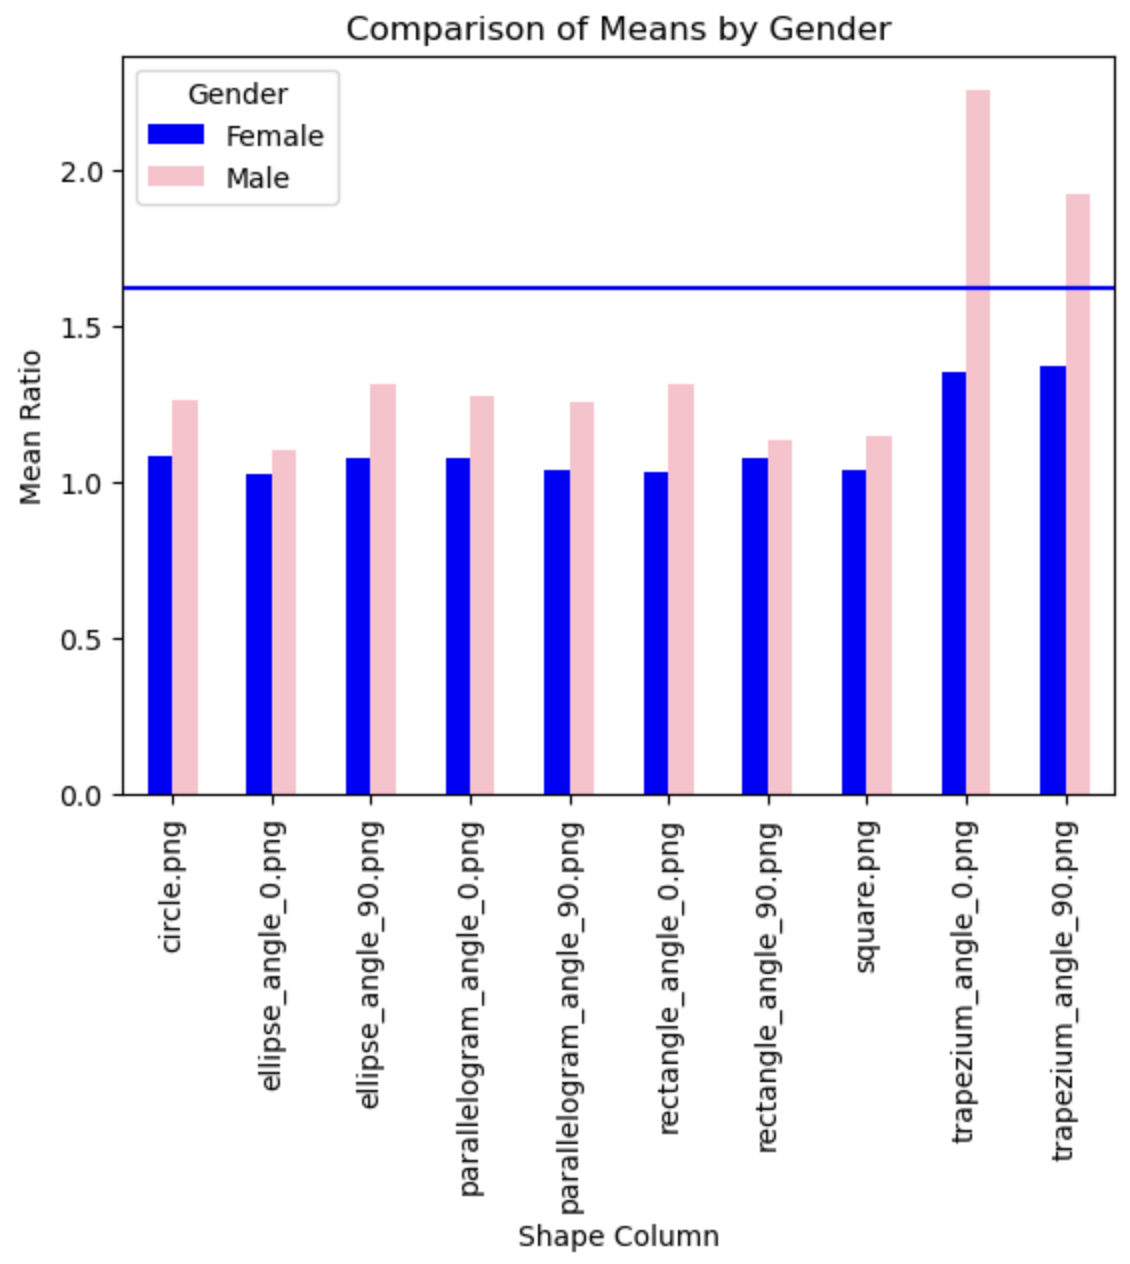 Comparison of Means by Gender
Gender
Female
Male
2.0
1.5
1.0
0.5
0.0
Mean Ratio
circle.png
ellipse_angle_0.png
ellipse_angle_90.png
parallelogram_angle_0.png
parallelogram_angle_90.png
rectangle_angle_0.png
rectangle_angle_90.png
square.png
trapezium_angle_0.png
trapezium_angle_90.png
Shape Column